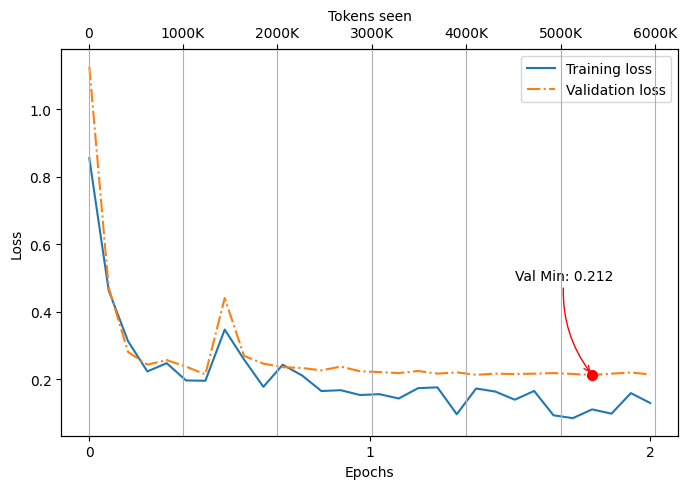 Tokens seen
0 1000K 2000K 3000K 4000K 5000K 6000K
Training loss
Validation loss
1.0
0.8
0.6
0.4
0.2
Loss
Val Min: 0.212
0 1 2
Epochs